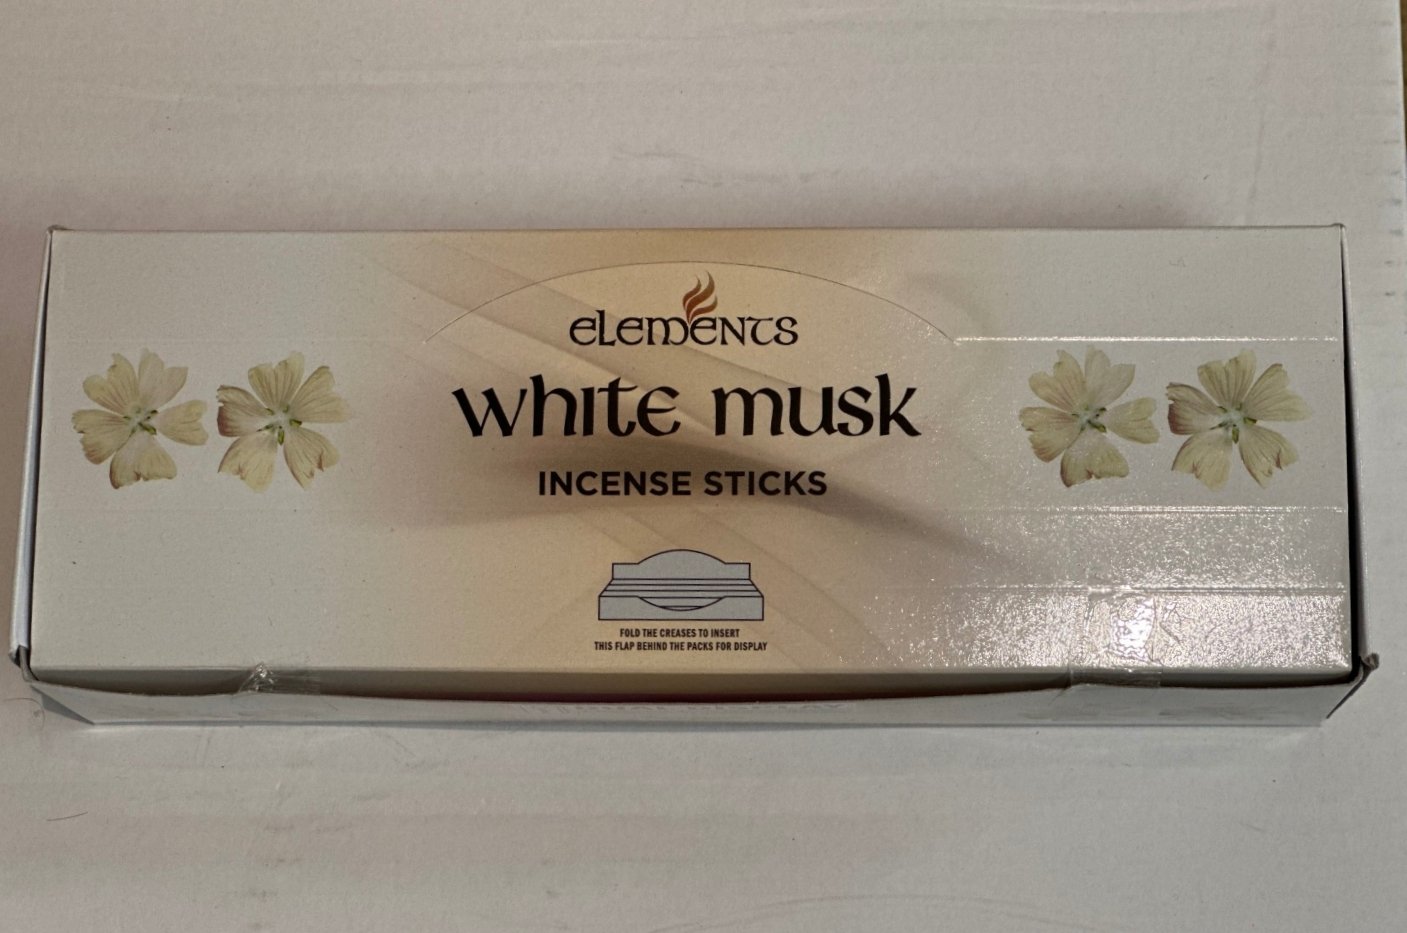 elements
white musk
INCENSE STICKS
FOLD THE CREASES TO INSERT
THIS FLAP BEHIND THE PACKS FOR DISPLAY